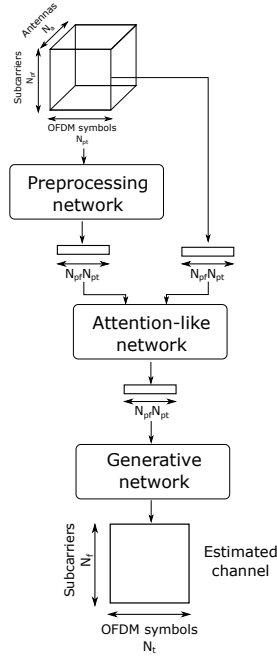 Antennas
Nₐ
Subcarriers
Npf
OFDM symbols
Npt
Preprocessing
network
NpfNpt
NpfNpt
Attention-like
network
NpfNpt
Generative
network
Subcarriers
Nf
Estimated
channel
OFDM symbols
Nt